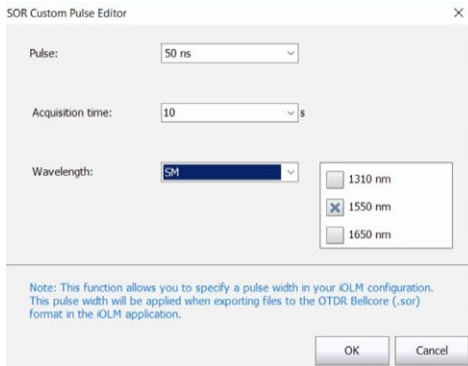 SOR Custom Pulse Editor
Pulse:
50 ns
Acquisition time:
10
s
Wavelength:
SM
1310 nm
1550 nm
1650 nm
Note: This function allows you to specify a pulse width in your iOLM configuration.
This pulse width will be applied when exporting files to the OTDR Bellcore (.sor)
format in the iOLM application.
OK
Cancel